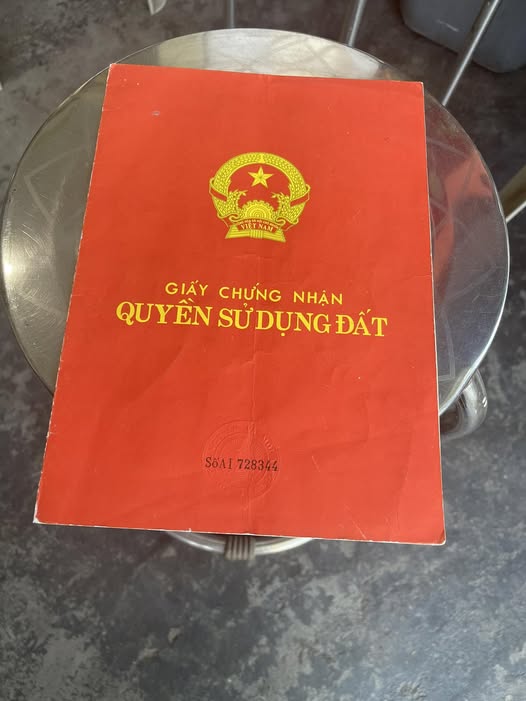 VIỆT NAM
GIẤY CHỨNG NHẬN
QUYỀN SỬ DỤNG ĐẤT
Số AI 728344